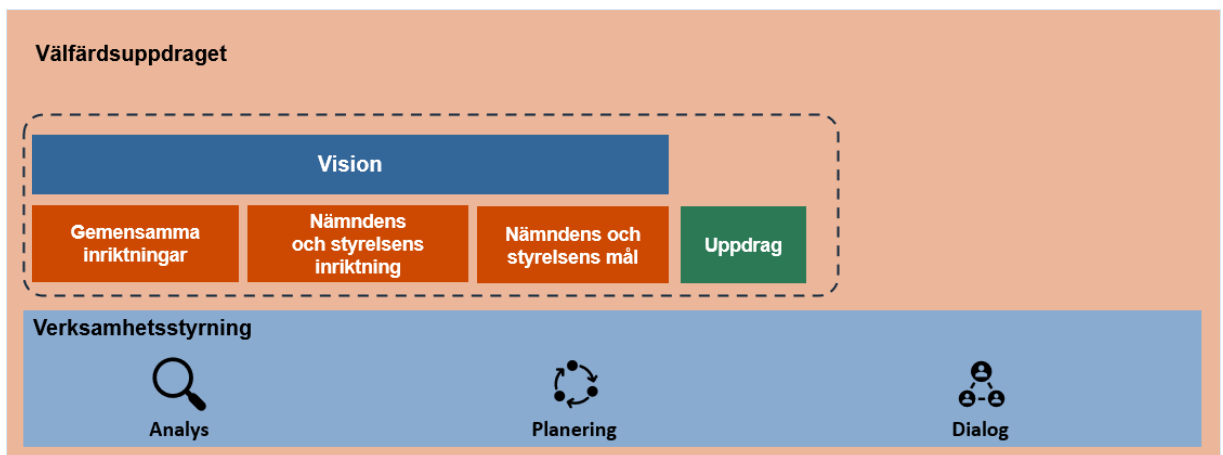 Välfärdsuppdraget
Vision
Gemensamma
inriktningar
Nämndens
och styrelsens
inriktning
Nämndens och
styrelsens mål
Uppdrag
Verksamhetsstyrning
Analys
Planering
Dialog